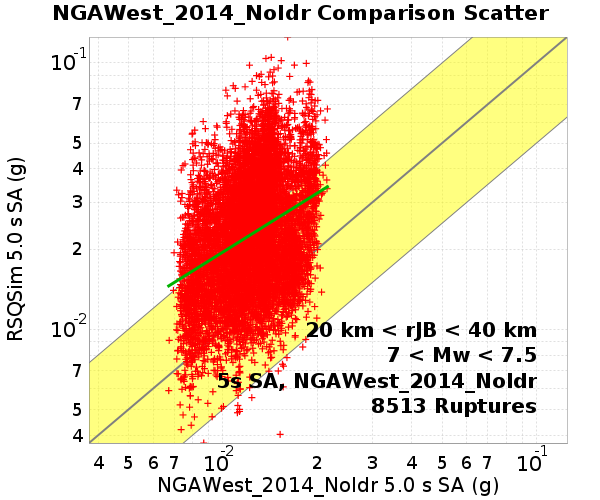 NGAWest_2014_NoIdr Comparison Scatter
RSQSim 5.0 s SA (g)
10-1
7
5
4
3
2
10-2
7
5
4
20 km < rJB < 40 km
7 < Mw < 7.5
5s SA, NGAWest_2014_NoIdr
8513 Ruptures
4 5 6 7 10-2 2 3 4 5 6 7 10-1
NGAWest_2014_NoIdr 5.0 s SA (g)